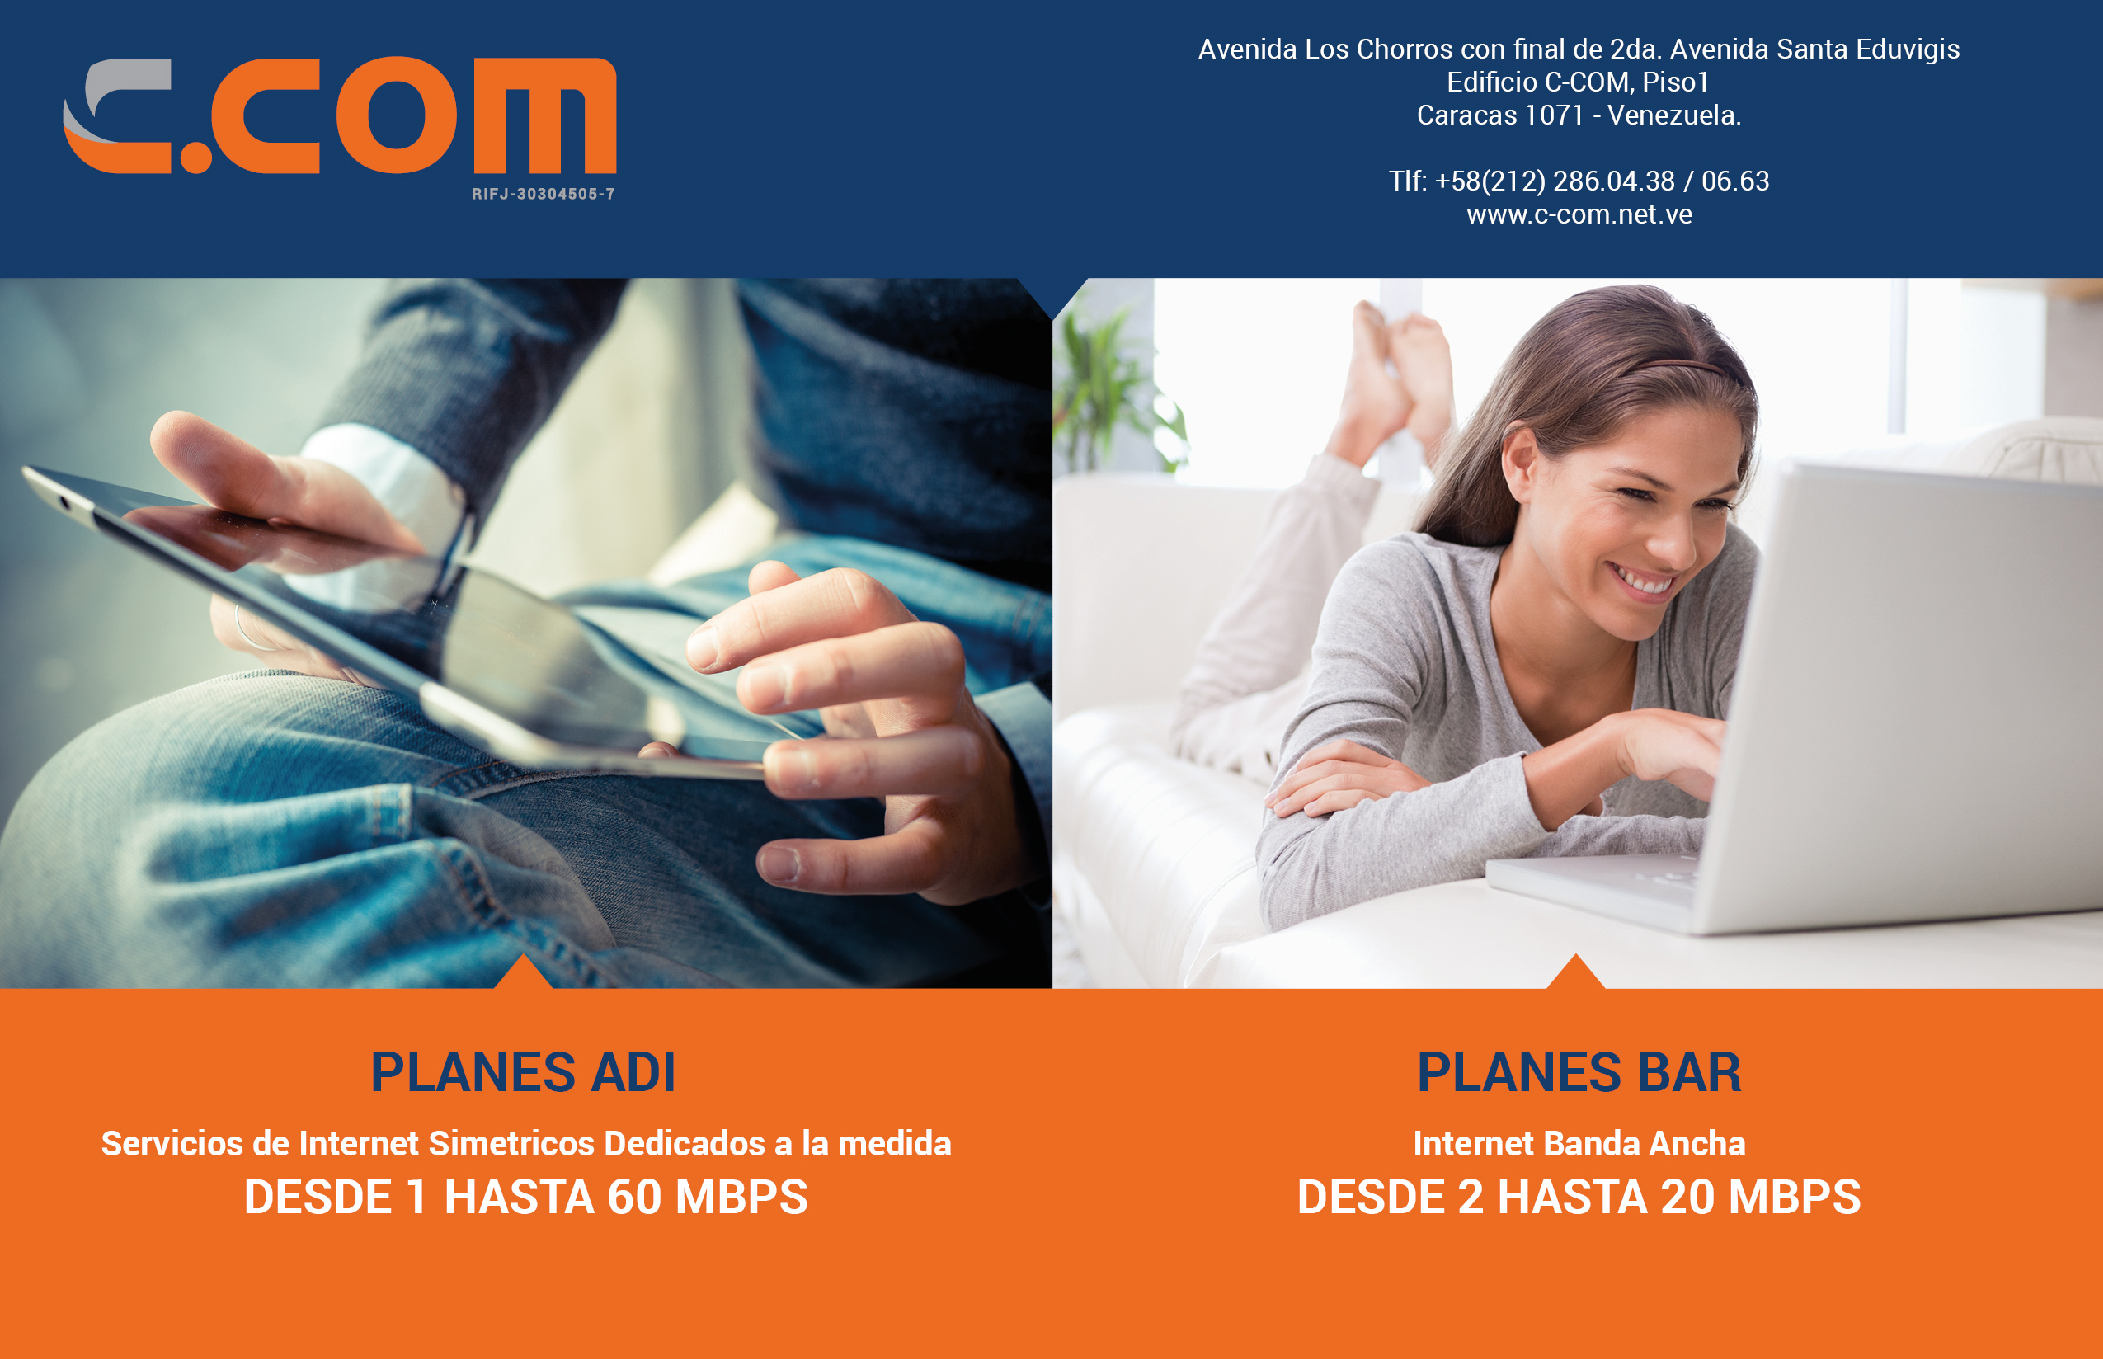 C.COM
RIFJ-30304505-7
Avenida Los Chorros con final de 2da. Avenida Santa Eduvigis
Edificio C-COM, Piso1
Caracas 1071 - Venezuela.
Tlf: +58(212) 286.04.38 / 06.63
www.c-com.net.ve
PLANES ADI
Servicios de Internet Simetricos Dedicados a la medida
DESDE 1 HASTA 60 MBPS
PLANES BAR
Internet Banda Ancha
DESDE 2 HASTA 20 MBPS